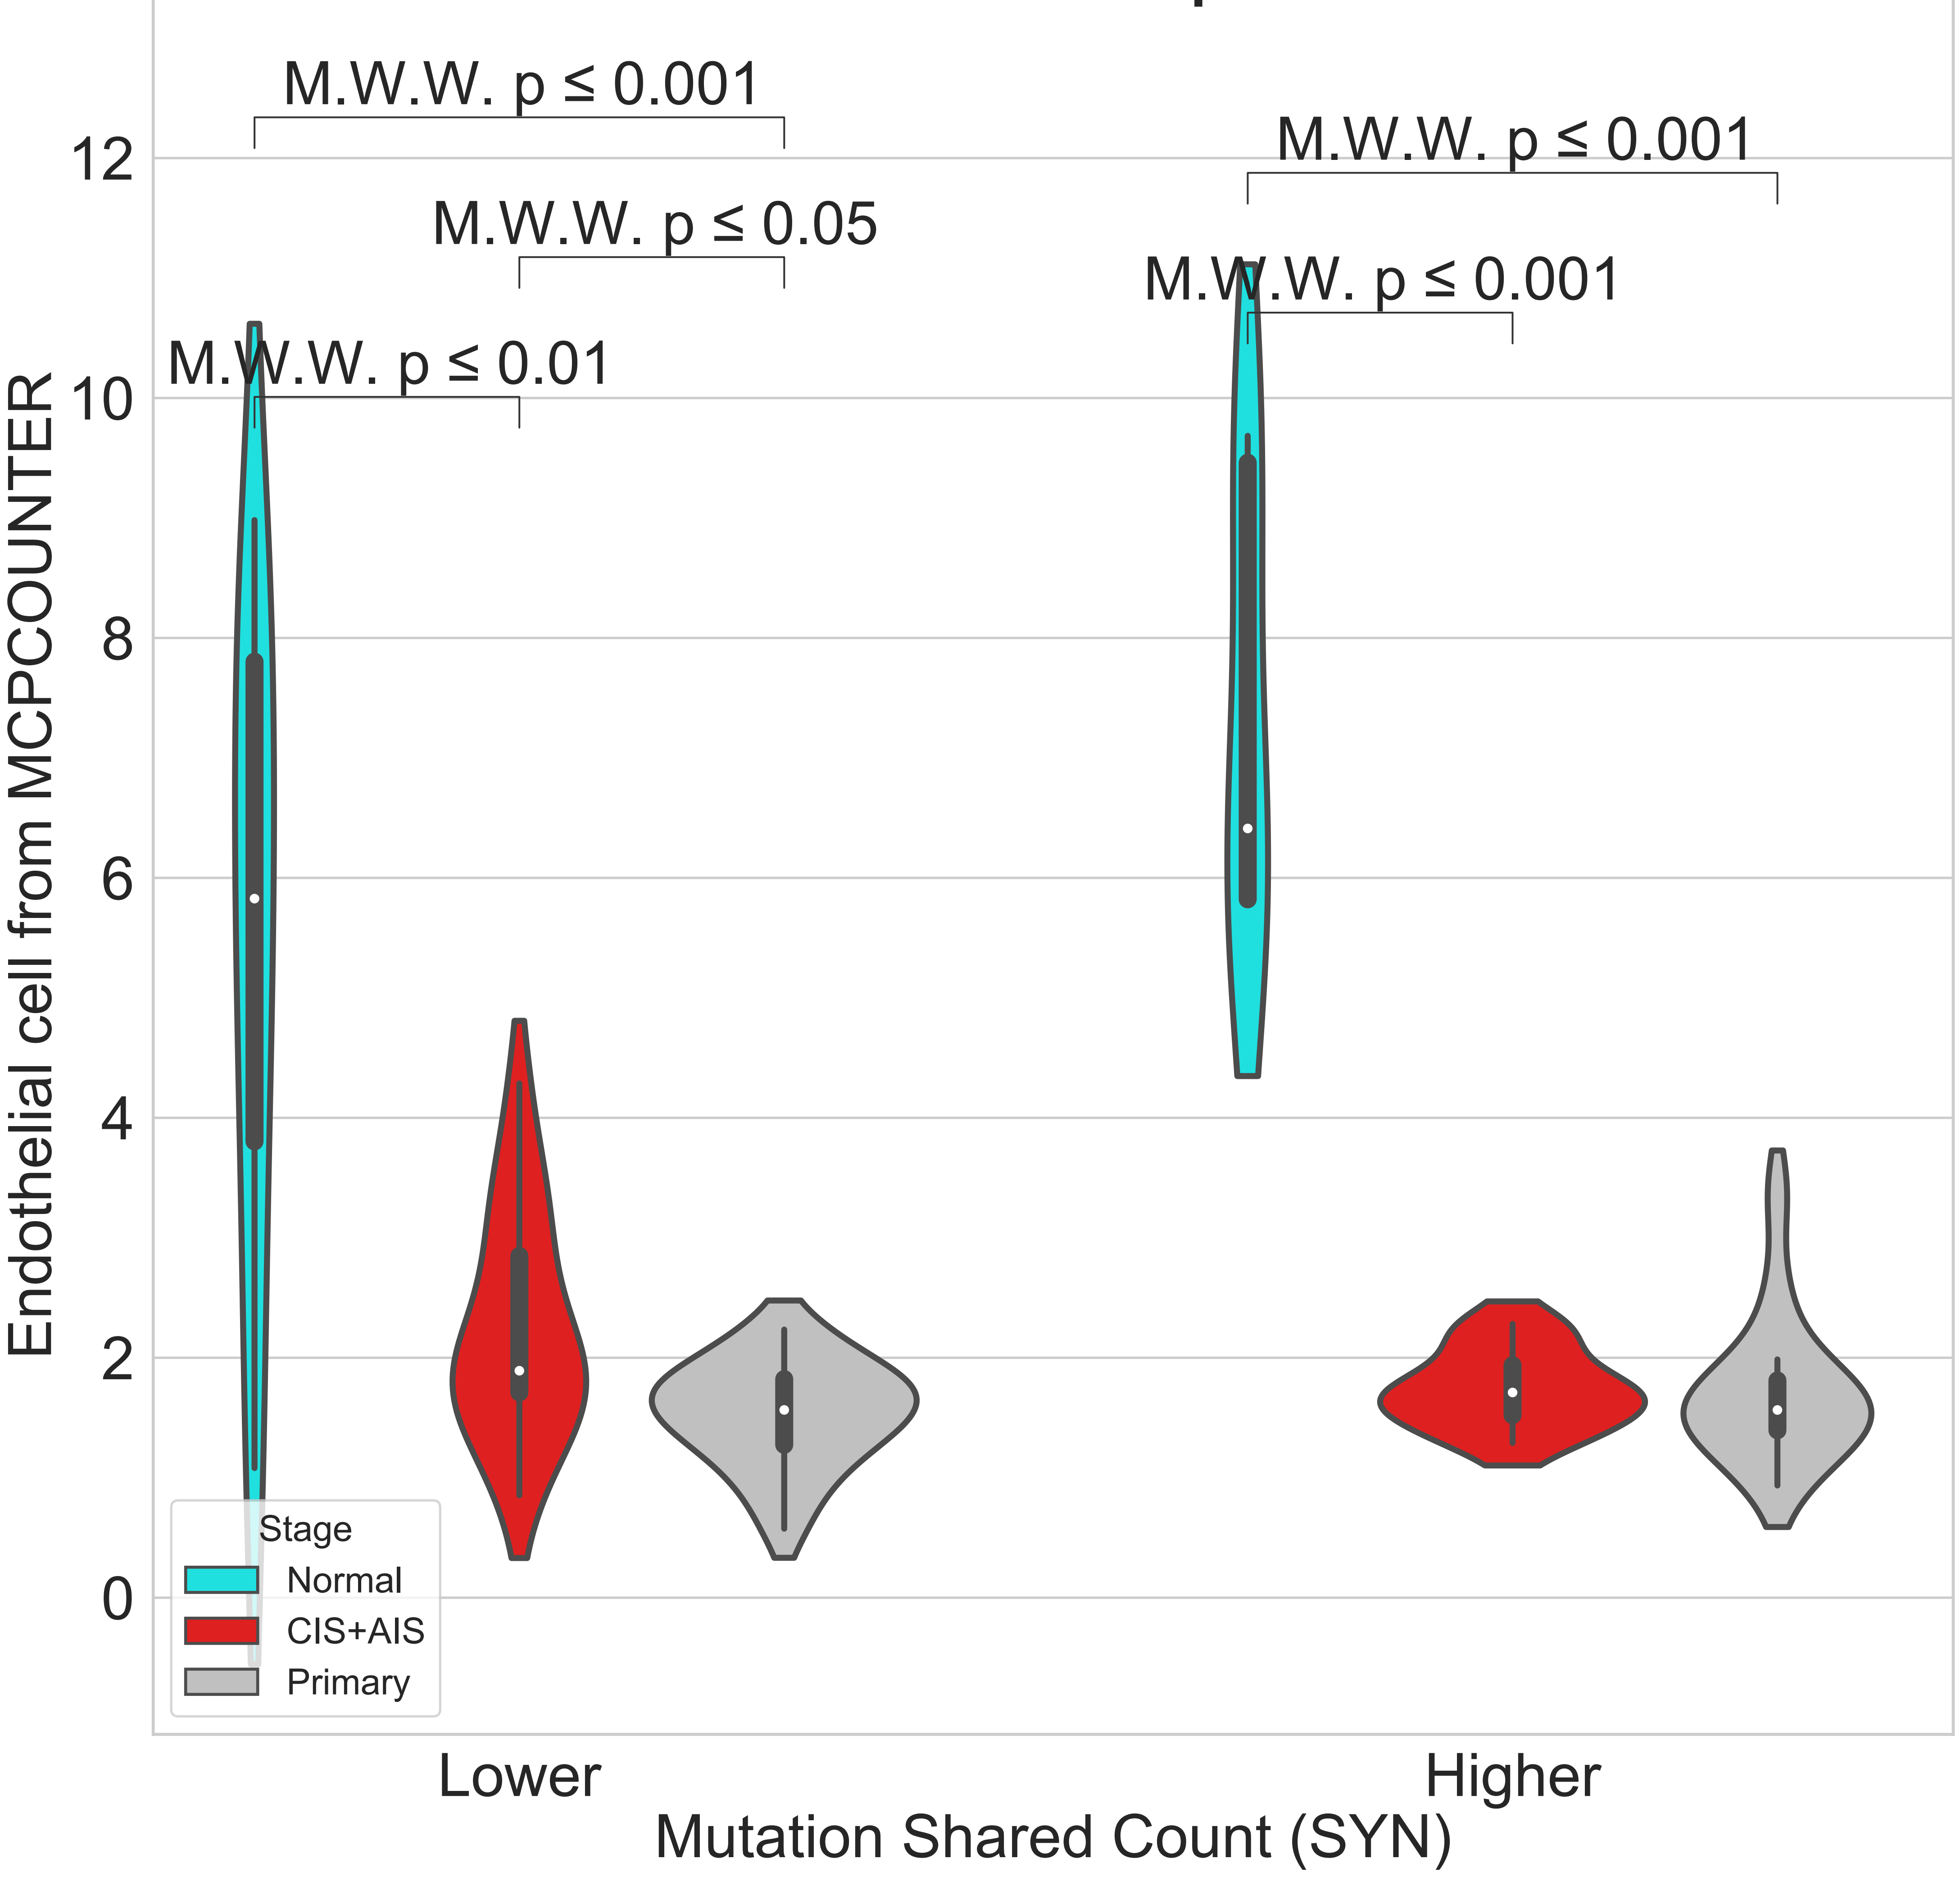 M.W.W. p ≤ 0.001
M.W.W. p ≤ 0.001
M.W.W. p ≤ 0.05
M.W.W. p ≤ 0.001
M.W.W. p ≤ 0.01
12
10
8
6
4
2
0
Endothelial cell from MCPCOUNTER
Stage
Normal
CIS+AIS
Primary
Lower
Higher
Mutation Shared Count (SYN)